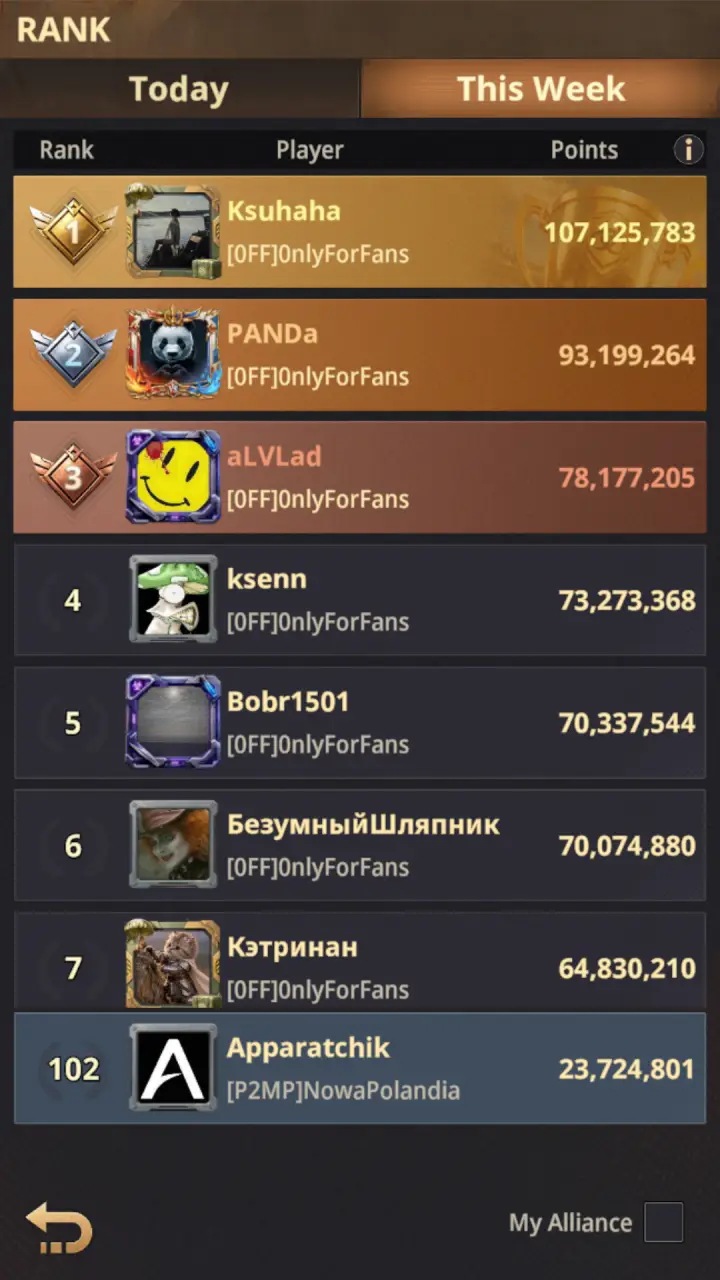 RANK
Today
This Week
Rank
Player
Points
i
1
Ksuhaha
[0FF]0nlyForFans
107,125,783
2
PANDa
[0FF]0nlyForFans
93,199,264
3
aLVLad
[0FF]0nlyForFans
78,177,205
4
ksenn
[0FF]0nlyForFans
73,273,368
5
Bobr1501
[0FF]0nlyForFans
70,337,544
6
БезумныйШляпник
[0FF]0nlyForFans
70,074,880
7
Кэтринан
[0FF]0nlyForFans
64,830,210
102
A
Apparatchik
[P2MP]NowaPolandia
23,724,801
My Alliance